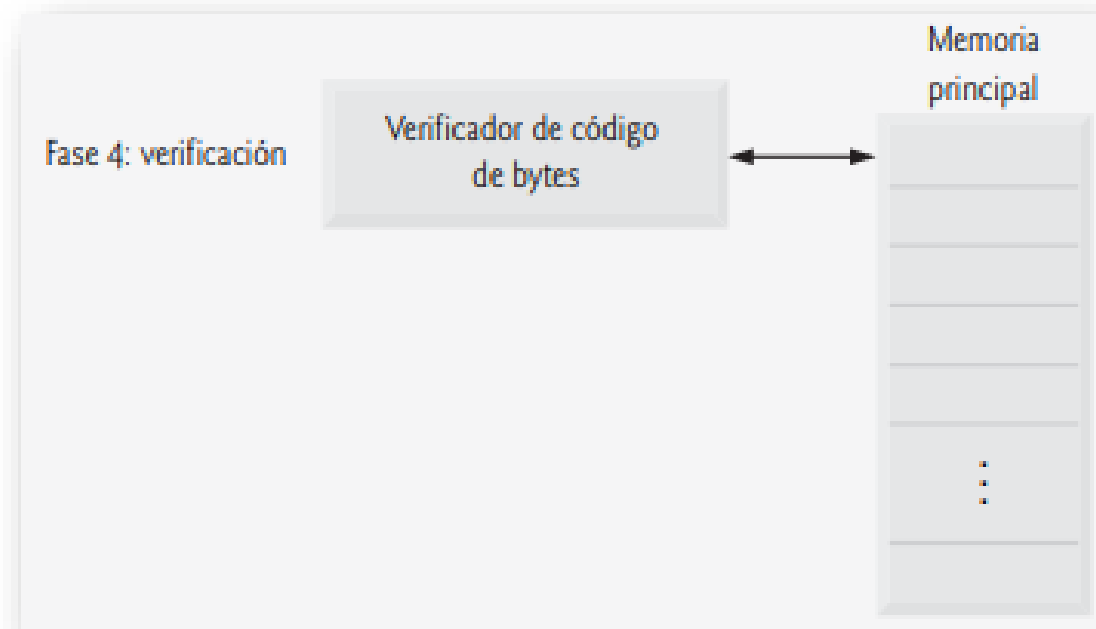 Memoria
principal
Fase 4: verificación
Verificador de código
de bytes